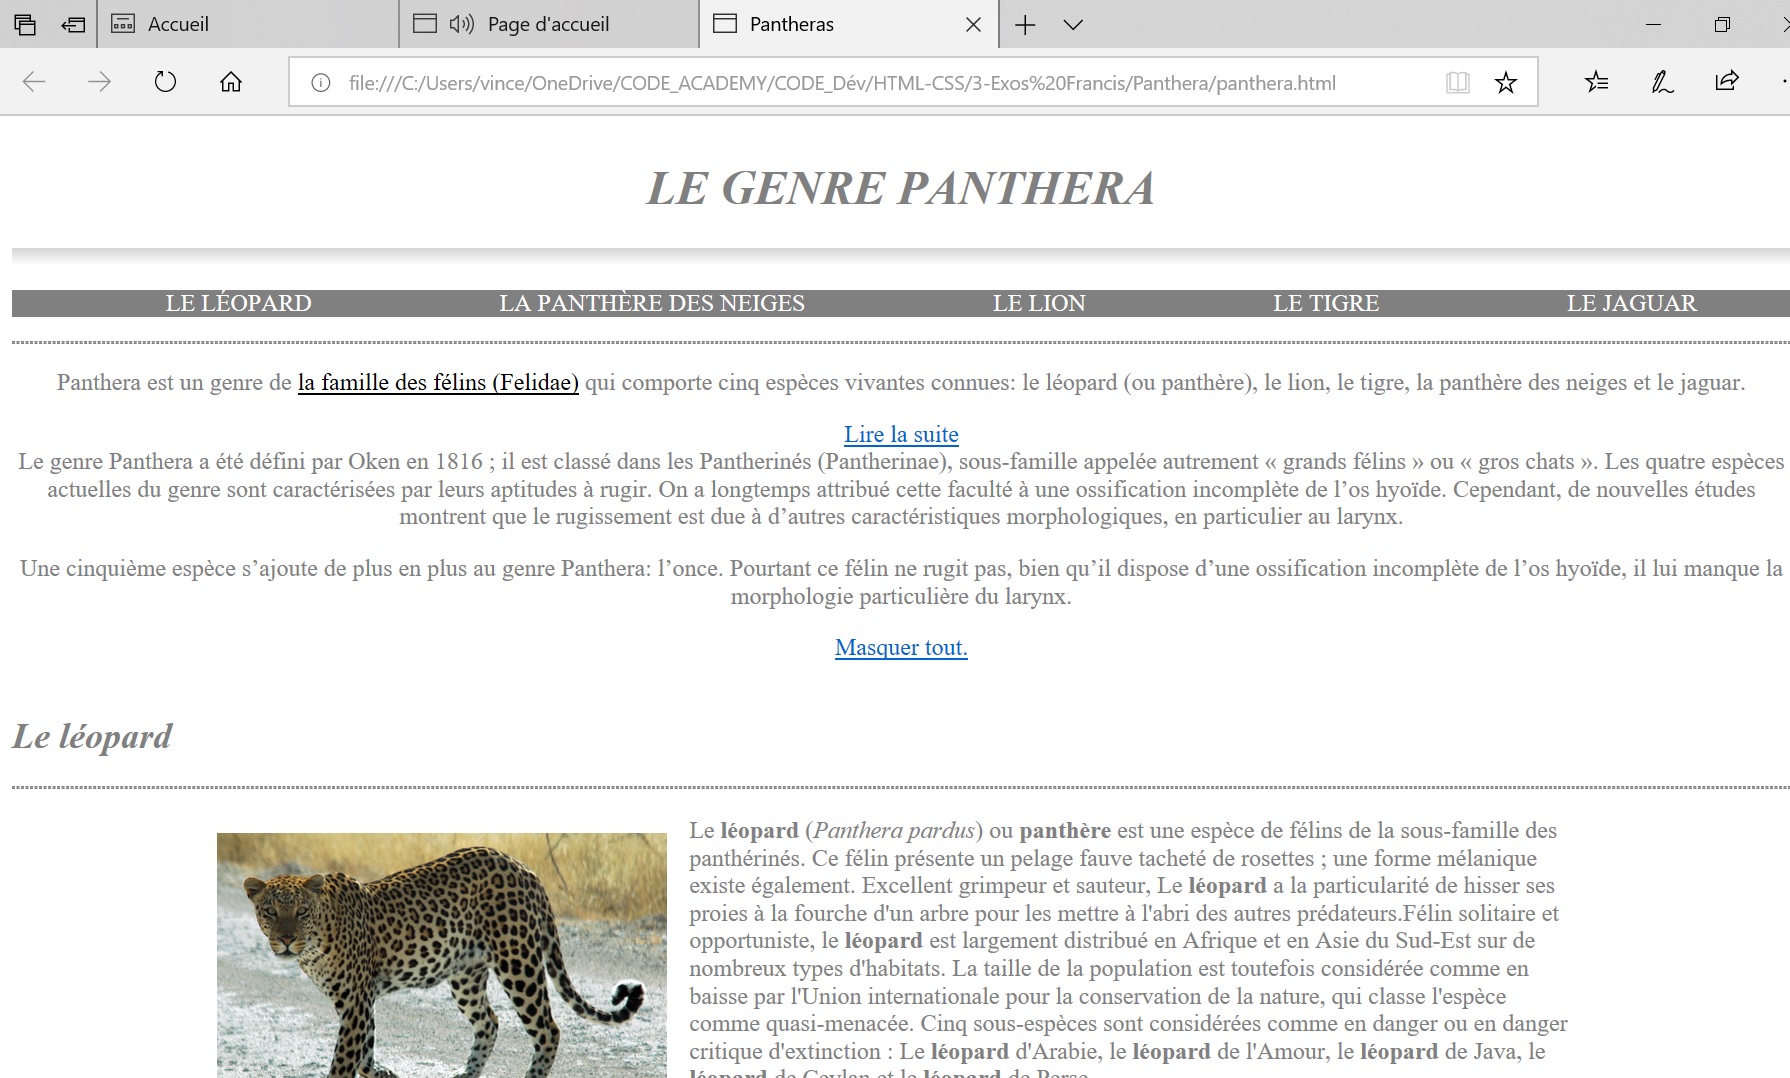 Accueil
Page d'accueil
Pantheras
file:///C:/Users/vince/OneDrive/CODE_ACADEMY/CODE_Dév/HTML-CSS/3-Exos%20Francis/Panthera/panthera.html
LE GENRE PANTHERA
LE LÉOPARD LA PANTHÈRE DES NEIGES LE LION LE TIGRE LE JAGUAR
Panthera est un genre de la famille des félins (Felidae) qui comporte cinq espèces vivantes connues: le léopard (ou panthère), le lion, le tigre, la panthère des neiges et le jaguar.
Lire la suite
Le genre Panthera a été défini par Oken en 1816 ; il est classé dans les Pantherinés (Pantherinae), sous-famille appelée autrement « grands félins » ou « gros chats ». Les quatre espèces
actuelles du genre sont caractérisées par leurs aptitudes à rugir. On a longtemps attribué cette faculté à une ossification incomplète de l’os hyoïde. Cependant, de nouvelles études
montrent que le rugissement est due à d’autres caractéristiques morphologiques, en particulier au larynx.
Une cinquième espèce s’ajoute de plus en plus au genre Panthera: l’once. Pourtant ce félin ne rugit pas, bien qu’il dispose d’une ossification incomplète de l’os hyoïde, il lui manque la
morphologie particulière du larynx.
Masquer tout.
Le léopard
Le léopard (Panthera pardus) ou panthère est une espèce de félins de la sous-famille des
panthérinés. Ce félin présente un pelage fauve tacheté de rosettes ; une forme mélanique
existe également. Excellent grimpeur et sauteur, Le léopard a la particularité de hisser ses
proies à la fourche d'un arbre pour les mettre à l'abri des autres prédateurs.Félin solitaire et
opportuniste, le léopard est largement distribué en Afrique et en Asie du Sud-Est sur de
nombreux types d'habitats. La taille de la population est toutefois considérée comme en
baisse par l'Union internationale pour la conservation de la nature, qui classe l'espèce
comme quasi-menacée. Cinq sous-espèces sont considérées comme en danger ou en danger
critique d'extinction : Le léopard d'Arabie, le léopard de l'Amour, le léopard de Java, le
léopard de Ceylan et le léopard de Perse